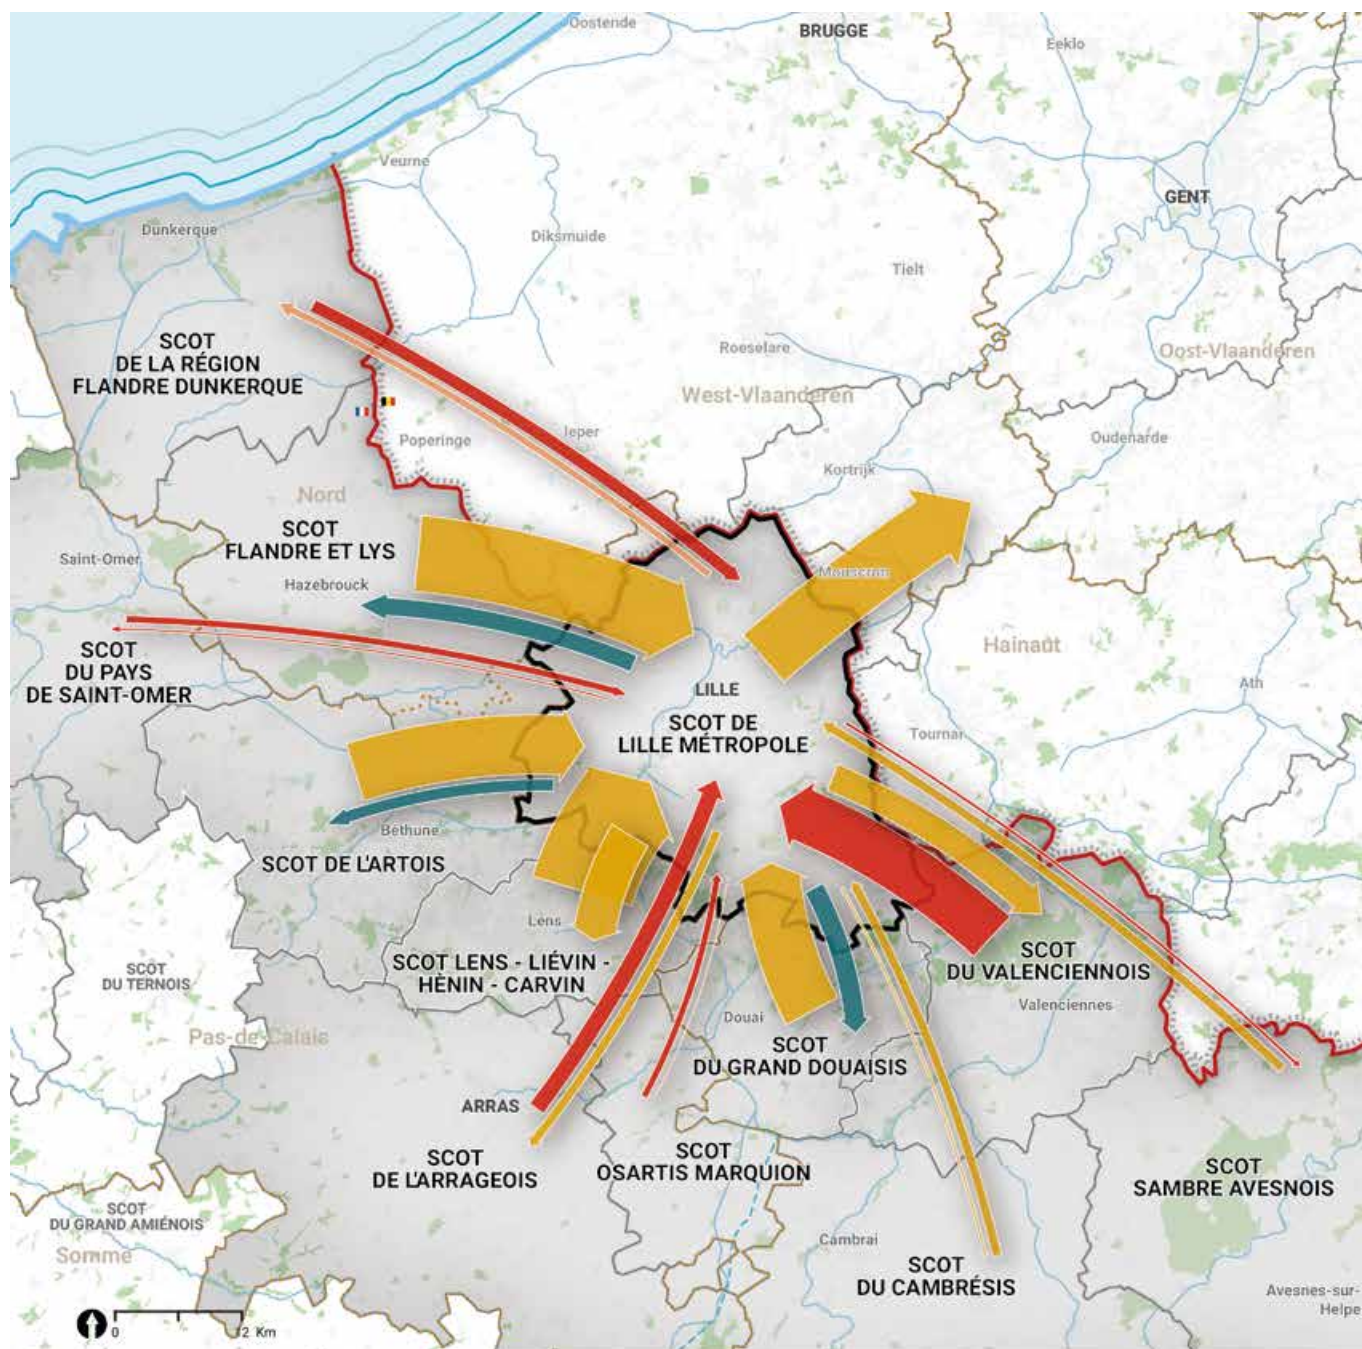 Oostende
BRUGGE
Eeklo
Veurne
GENT
Dunkerque
Diksmuide
Tielt
SCOT
DE LA RÉGION
FLANDRE DUNKERQUE
Roeselare
Oost-Vlaanderen
West-Vlaanderen
Poperinge
Ieper
Oudenarde
Kortrijk
Nord
SCOT
FLANDRE ET LYS
Saint-Omer
Hazebrouck
Mouscron
SCOT
DU PAYS
DE SAINT-OMER
Hainaut
Ath
LILLE
SCOT DE
LILLE MÉTROPOLE
Tournai
Béthune
SCOT DE L'ARTOIS
Lens
SCOT LENS - LIÉVIN -
HÉNIN - CARVIN
SCOT
DU VALENCIENNOIS
Valenciennes
SCOT
DU TERNOIS
Pas-de-Calais
Douai
SCOT
DU GRAND DOUAISIS
ARRAS
SCOT
DE L'ARRAGEOIS
SCOT
OSARTIS MARQUION
SCOT
SAMBRE AVESNOIS
SCOT
DU GRAND AMIÉNOIS
Somme
Cambrai
SCOT
DU CAMBRÉSIS
Avesnes-sur-
Helpe
0 12 Km